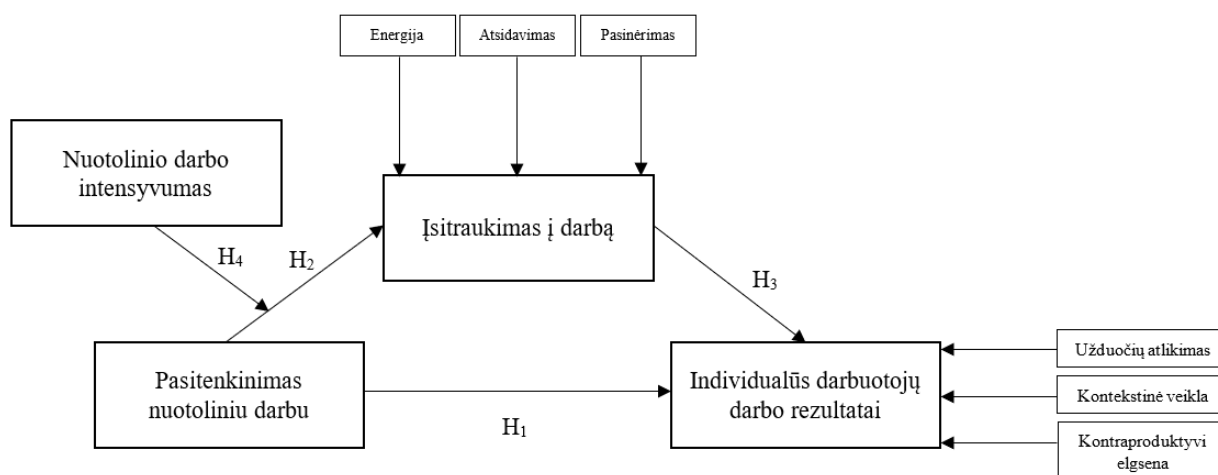 Energija
Atsidavimas
Pasinėrimas
Nuotolinio darbo
intensyvumas
Įsitraukimas į darbą
H4
H2
H3
Pasitenkinimas
nuotoliniu darbu
H1
Individualūs darbuotojų
darbo rezultatai
Užduočių atlikimas
Kontekstinė veikla
Kontraproduktyvi
elgsena